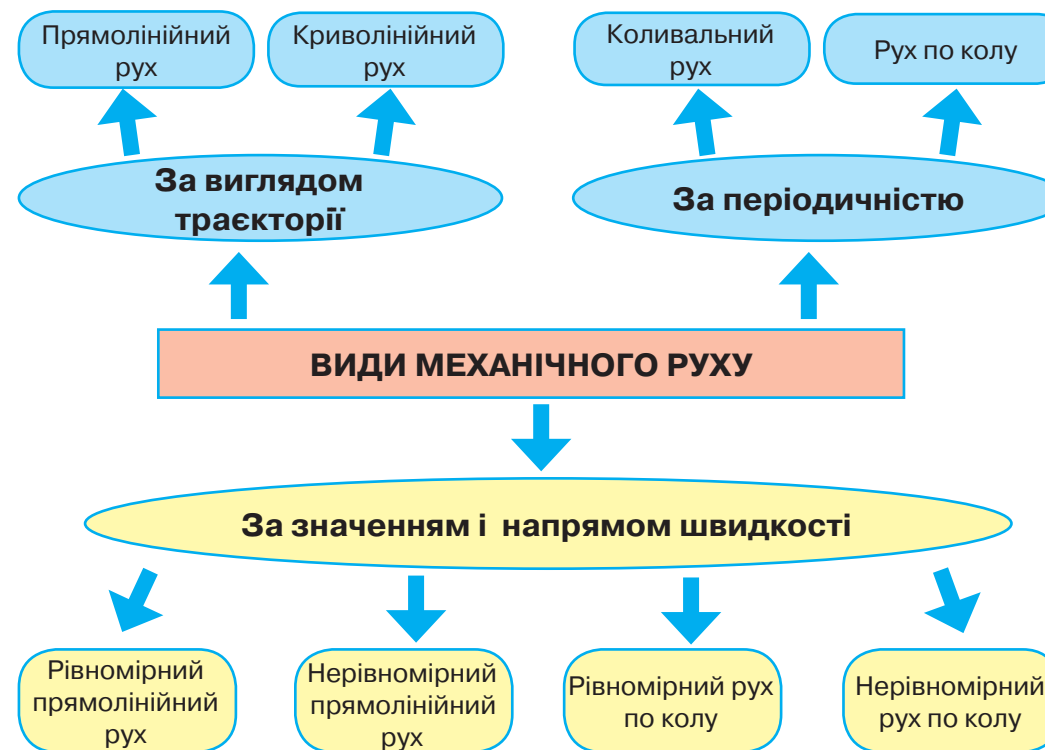 Прямолінійний
рух
Криволінійний
рух
Коливальний
рух
Рух по колу
За виглядом
траєкторії
За періодичністю
ВИДИ МЕХАНІЧНОГО РУХУ
За значенням і напрямом швидкості
Рівномірний
прямолінійний
рух
Нерівномірний
прямолінійний
рух
Рівномірний рух
по колу
Нерівномірний
рух по колу